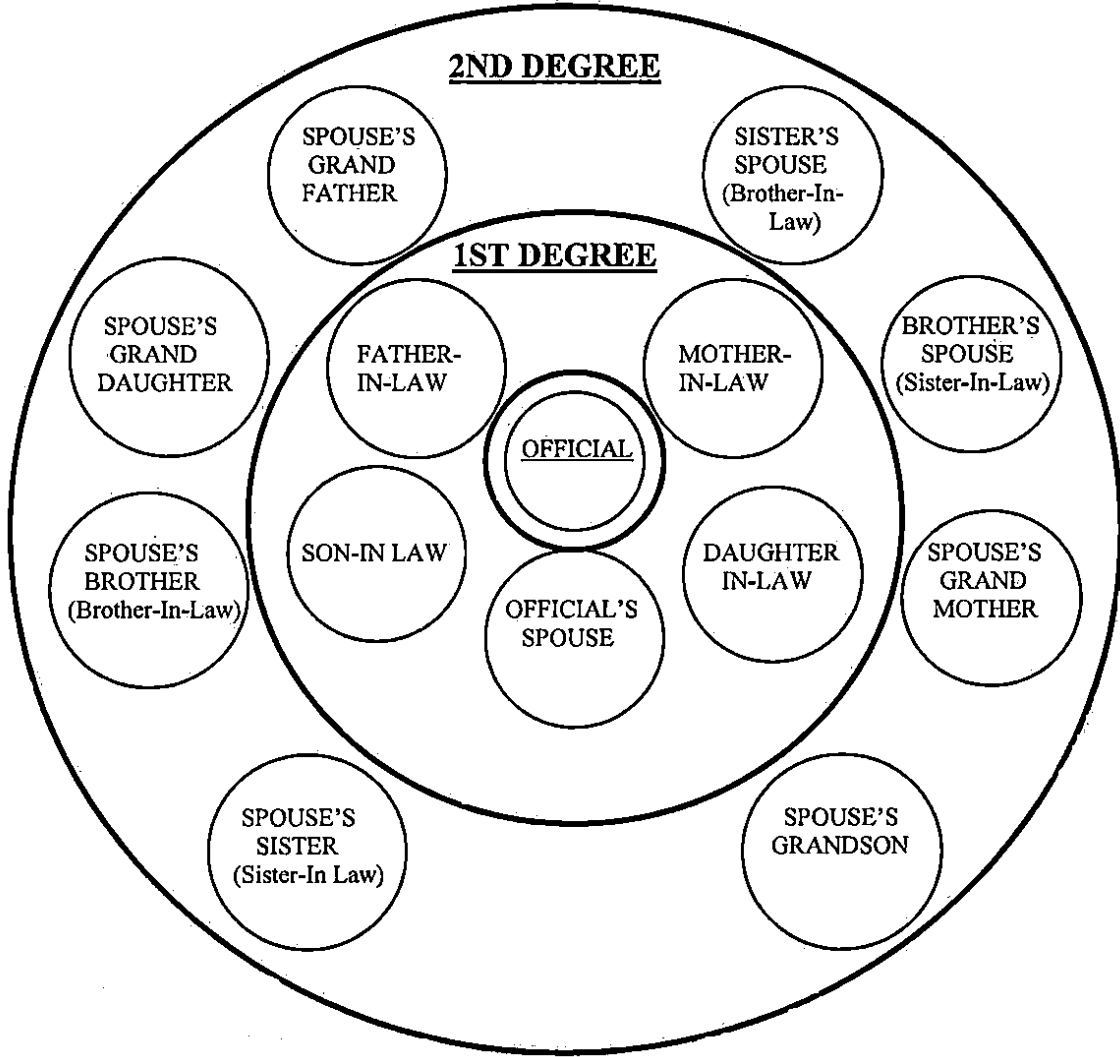 2ND DEGREE
SPOUSE'S
GRAND
FATHER
SISTER'S
SPOUSE
(Brother-In-
Law)
1ST DEGREE
SPOUSE'S
GRAND
DAUGHTER
FATHER-
IN-LAW
MOTHER-
IN-LAW
BROTHER'S
SPOUSE
(Sister-In-Law)
OFFICIAL
SPOUSE'S
BROTHER
(Brother-In-Law)
SON-IN LAW
OFFICIAL'S
SPOUSE
DAUGHTER
IN-LAW
SPOUSE'S
GRAND
MOTHER
SPOUSE'S
SISTER
(Sister-In Law)
SPOUSE'S
GRANDSON